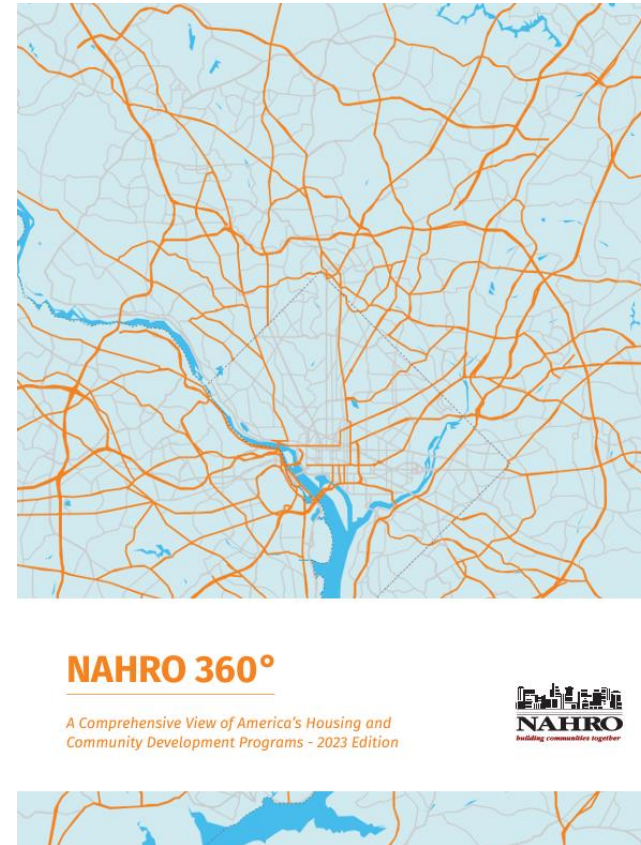 NAHRO 360°
A Comprehensive View of America's Housing and
Community Development Programs - 2023 Edition
NAHRO
building communities together